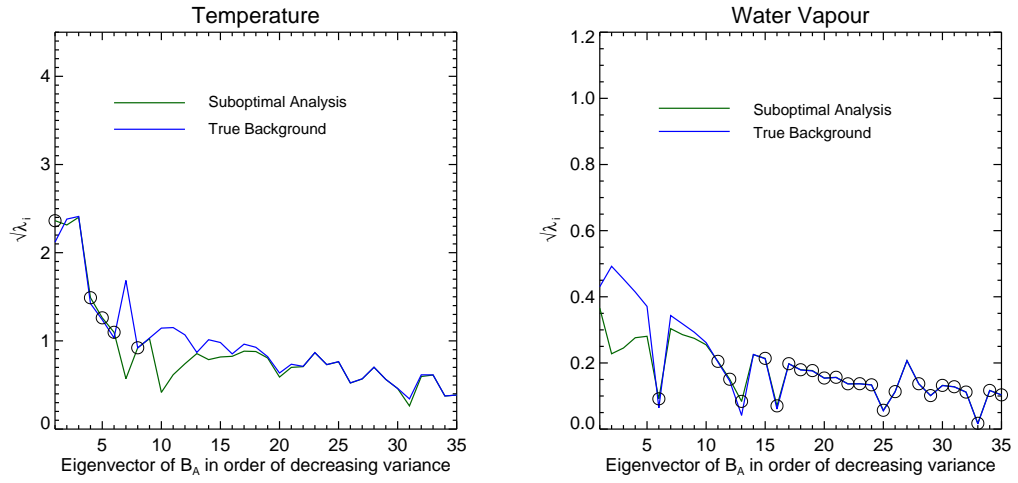 Temperature
4
3
2
1
0
√λi
Suboptimal Analysis
True Background
5 10 15 20 25 30 35
Eigenvector of BA in order of decreasing variance
Water Vapour
1.2
1.0
0.8
0.6
0.4
0.2
0.0
√λi
Suboptimal Analysis
True Background
5 10 15 20 25 30 35
Eigenvector of BA in order of decreasing variance